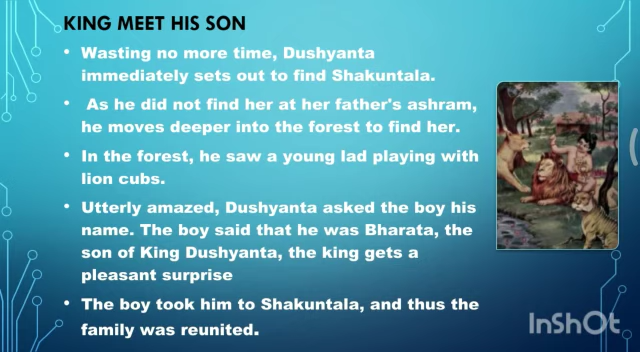 KING MEET HIS SON
• Wasting no more time, Dushyanta
immediately sets out to find Shakuntala.
• As he did not find her at her father's ashram,
he moves deeper into the forest to find her.
• In the forest, he saw a young lad playing with
lion cubs.
• Utterly amazed, Dushyanta asked the boy his
name. The boy said that he was Bharata, the
son of King Dushyanta, the king gets a
pleasant surprise
• The boy took him to Shakuntala, and thus the
family was reunited.
InShOt